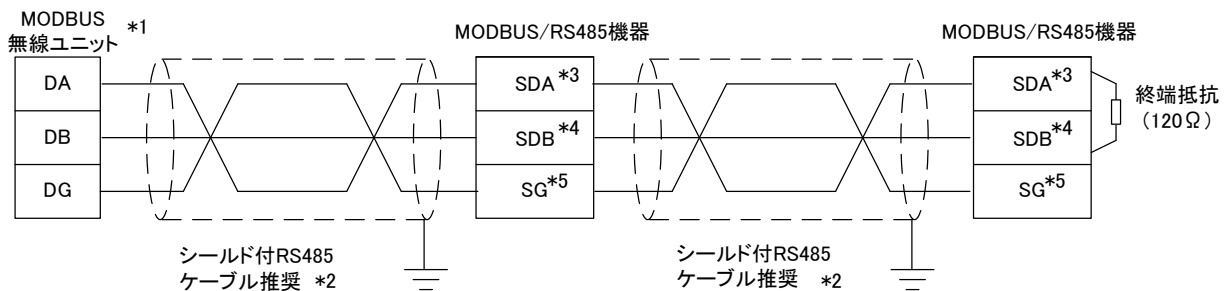 MODBUS
無線ユニット *1
MODBUS/RS485機器
MODBUS/RS485機器
DA
DB
DG
SDA*3
SDB*4
SG*5
SDA*3
SDB*4
SG*5
終端抵抗
(120Ω)
シールド付RS485
ケーブル推奨 *2
シールド付RS485
ケーブル推奨 *2